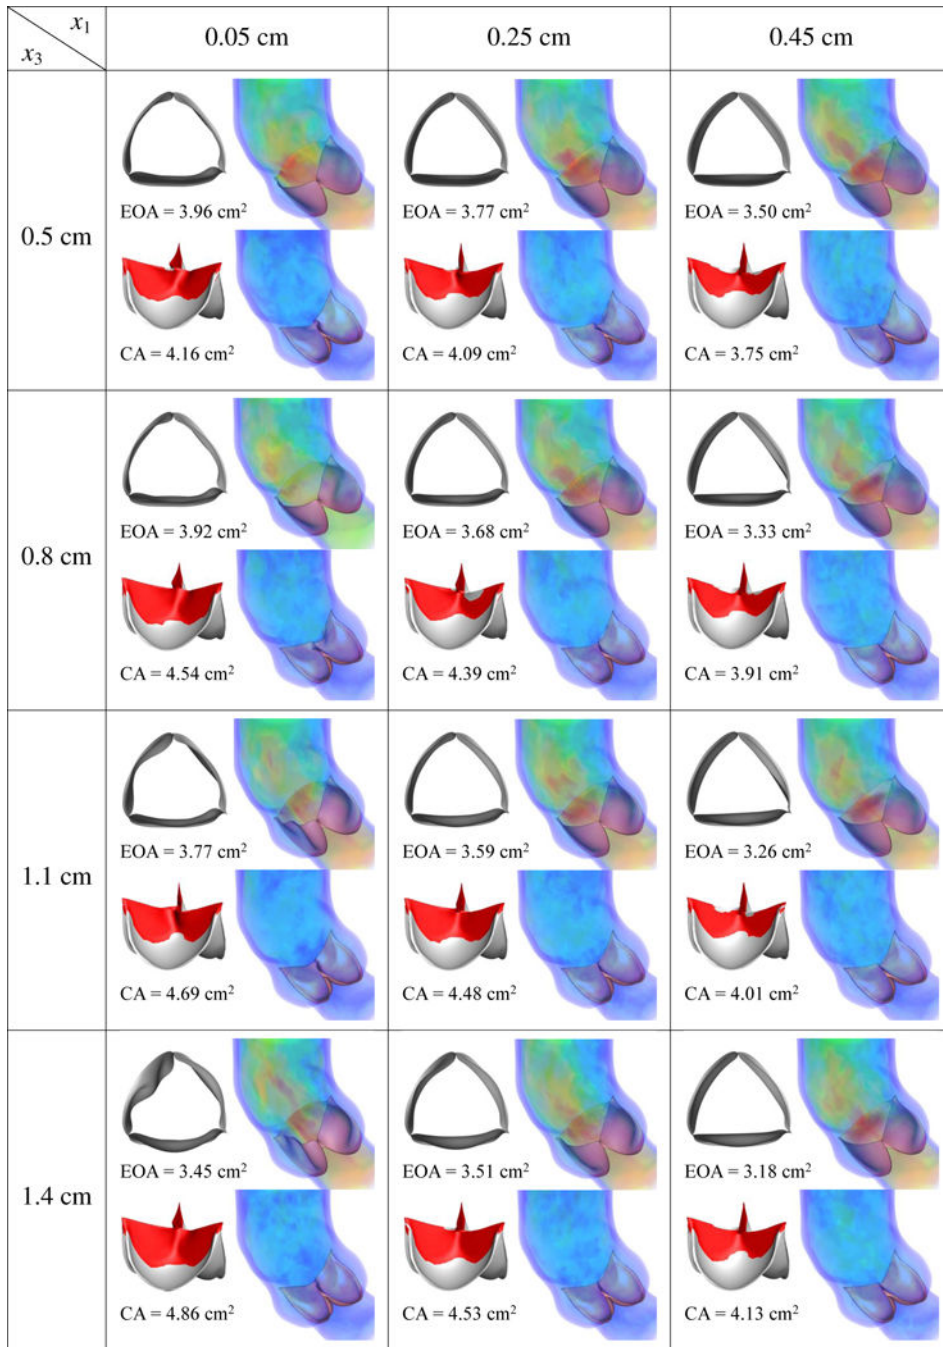 x₁
x₃
0.05 cm
0.25 cm
0.45 cm
0.5 cm
EOA = 3.96 cm²
CA = 4.16 cm²
EOA = 3.77 cm²
CA = 4.09 cm²
EOA = 3.50 cm²
CA = 3.75 cm²
0.8 cm
EOA = 3.92 cm²
CA = 4.54 cm²
EOA = 3.68 cm²
CA = 4.39 cm²
EOA = 3.33 cm²
CA = 3.91 cm²
1.1 cm
EOA = 3.77 cm²
CA = 4.69 cm²
EOA = 3.59 cm²
CA = 4.48 cm²
EOA = 3.26 cm²
CA = 4.01 cm²
1.4 cm
EOA = 3.45 cm²
CA = 4.86 cm²
EOA = 3.51 cm²
CA = 4.53 cm²
EOA = 3.18 cm²
CA = 4.13 cm²